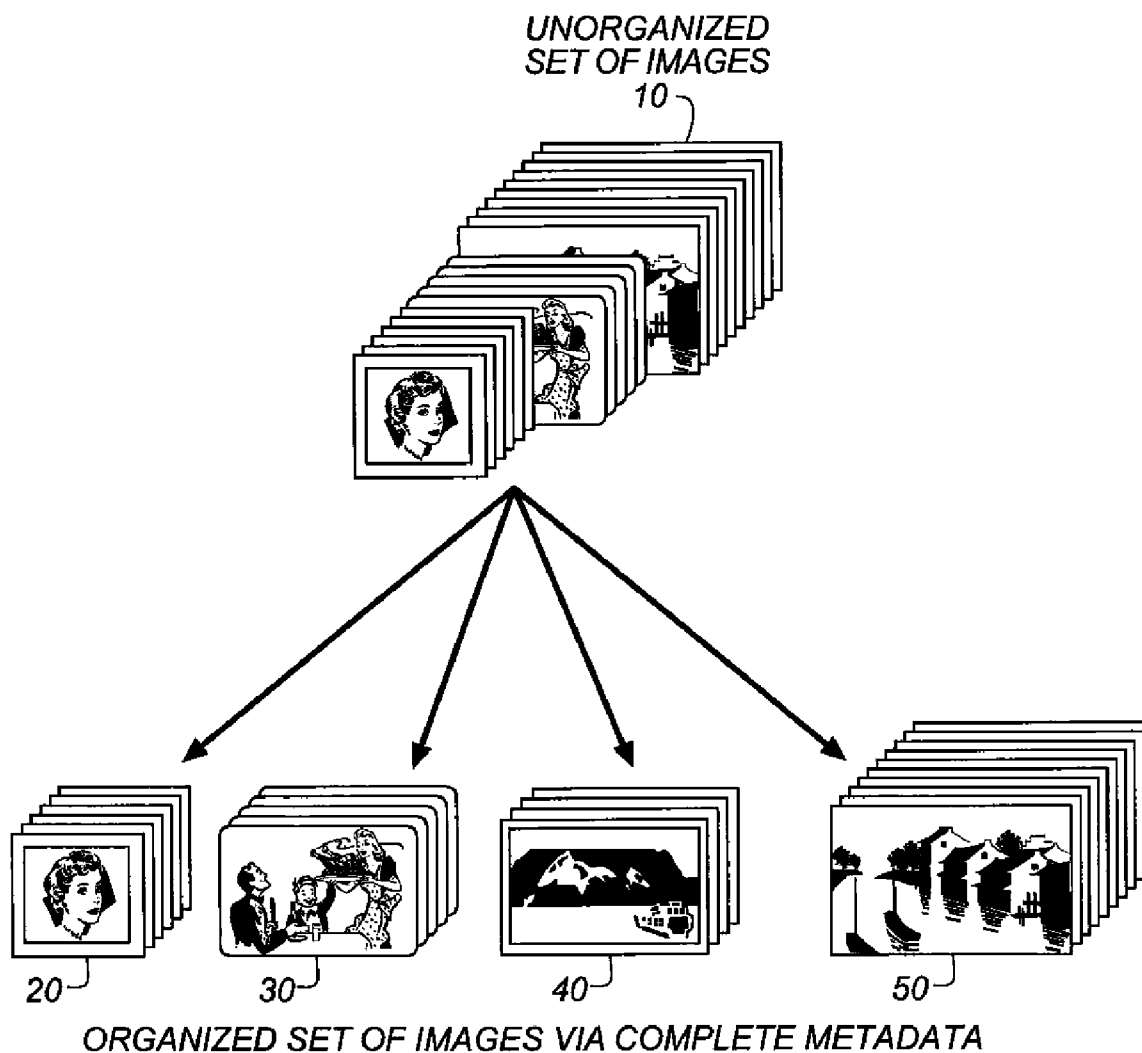 UNORGANIZED
SET OF IMAGES
10
20
30
40
50
ORGANIZED SET OF IMAGES VIA COMPLETE METADATA